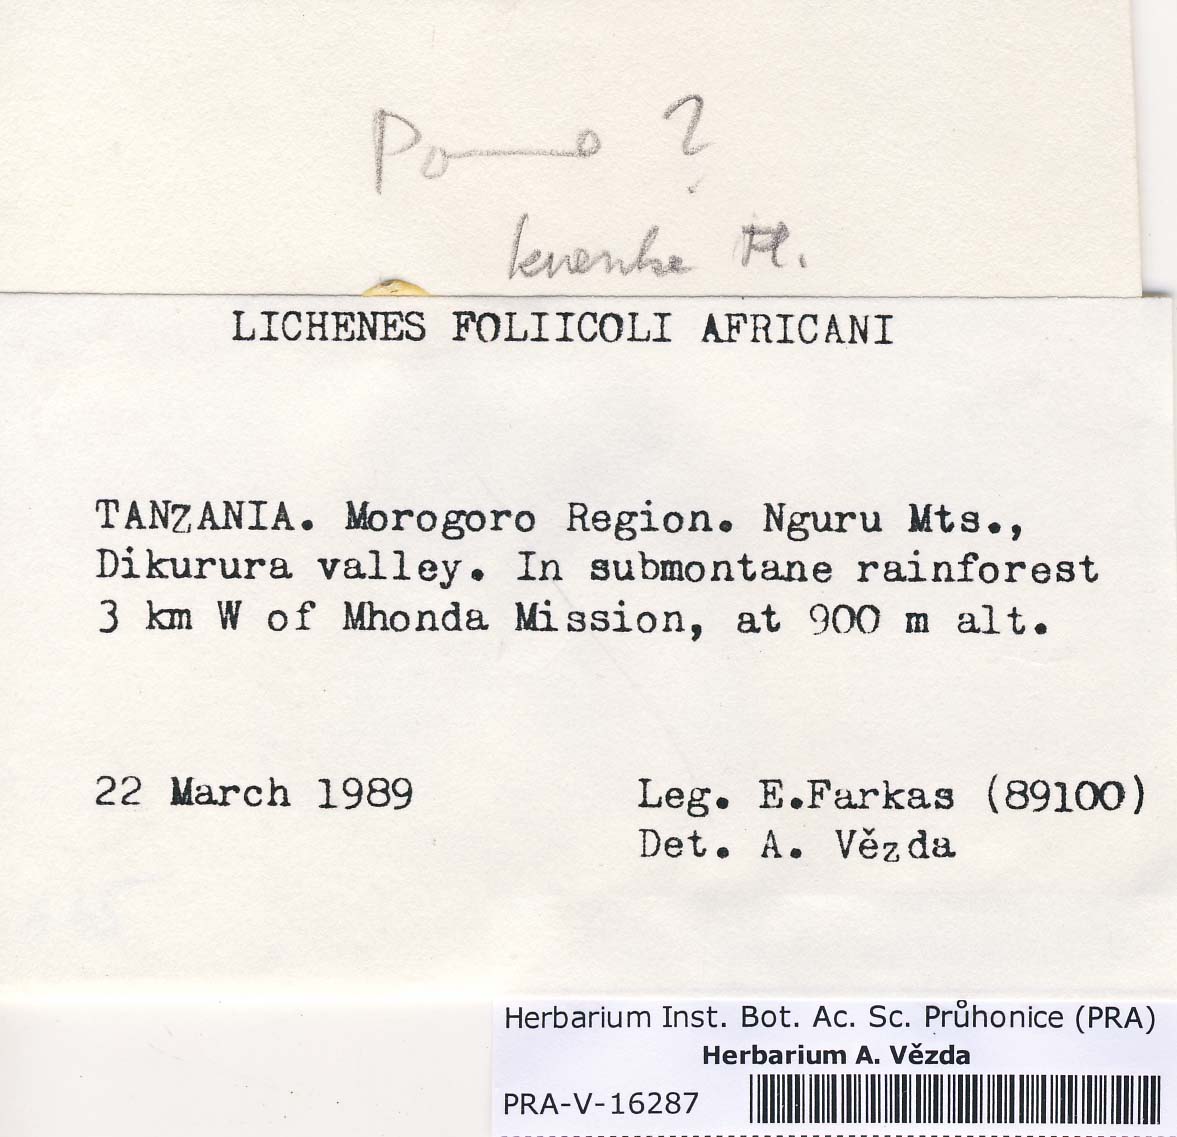 ?
LICHENES FOLIICOLI AFRICANI
TANZANIA. Morogoro Region. Nguru Mts.,
Dikurura valley. In submontane rainforest
3 km W of Mhonda Mission, at 900 m alt.
22 March 1989
Leg. E.Farkas (89100)
Det. A. Vězda
Herbarium Inst. Bot. Ac. Sc. Průhonice (PRA)
Herbarium A. Vězda
PRA-V-16287